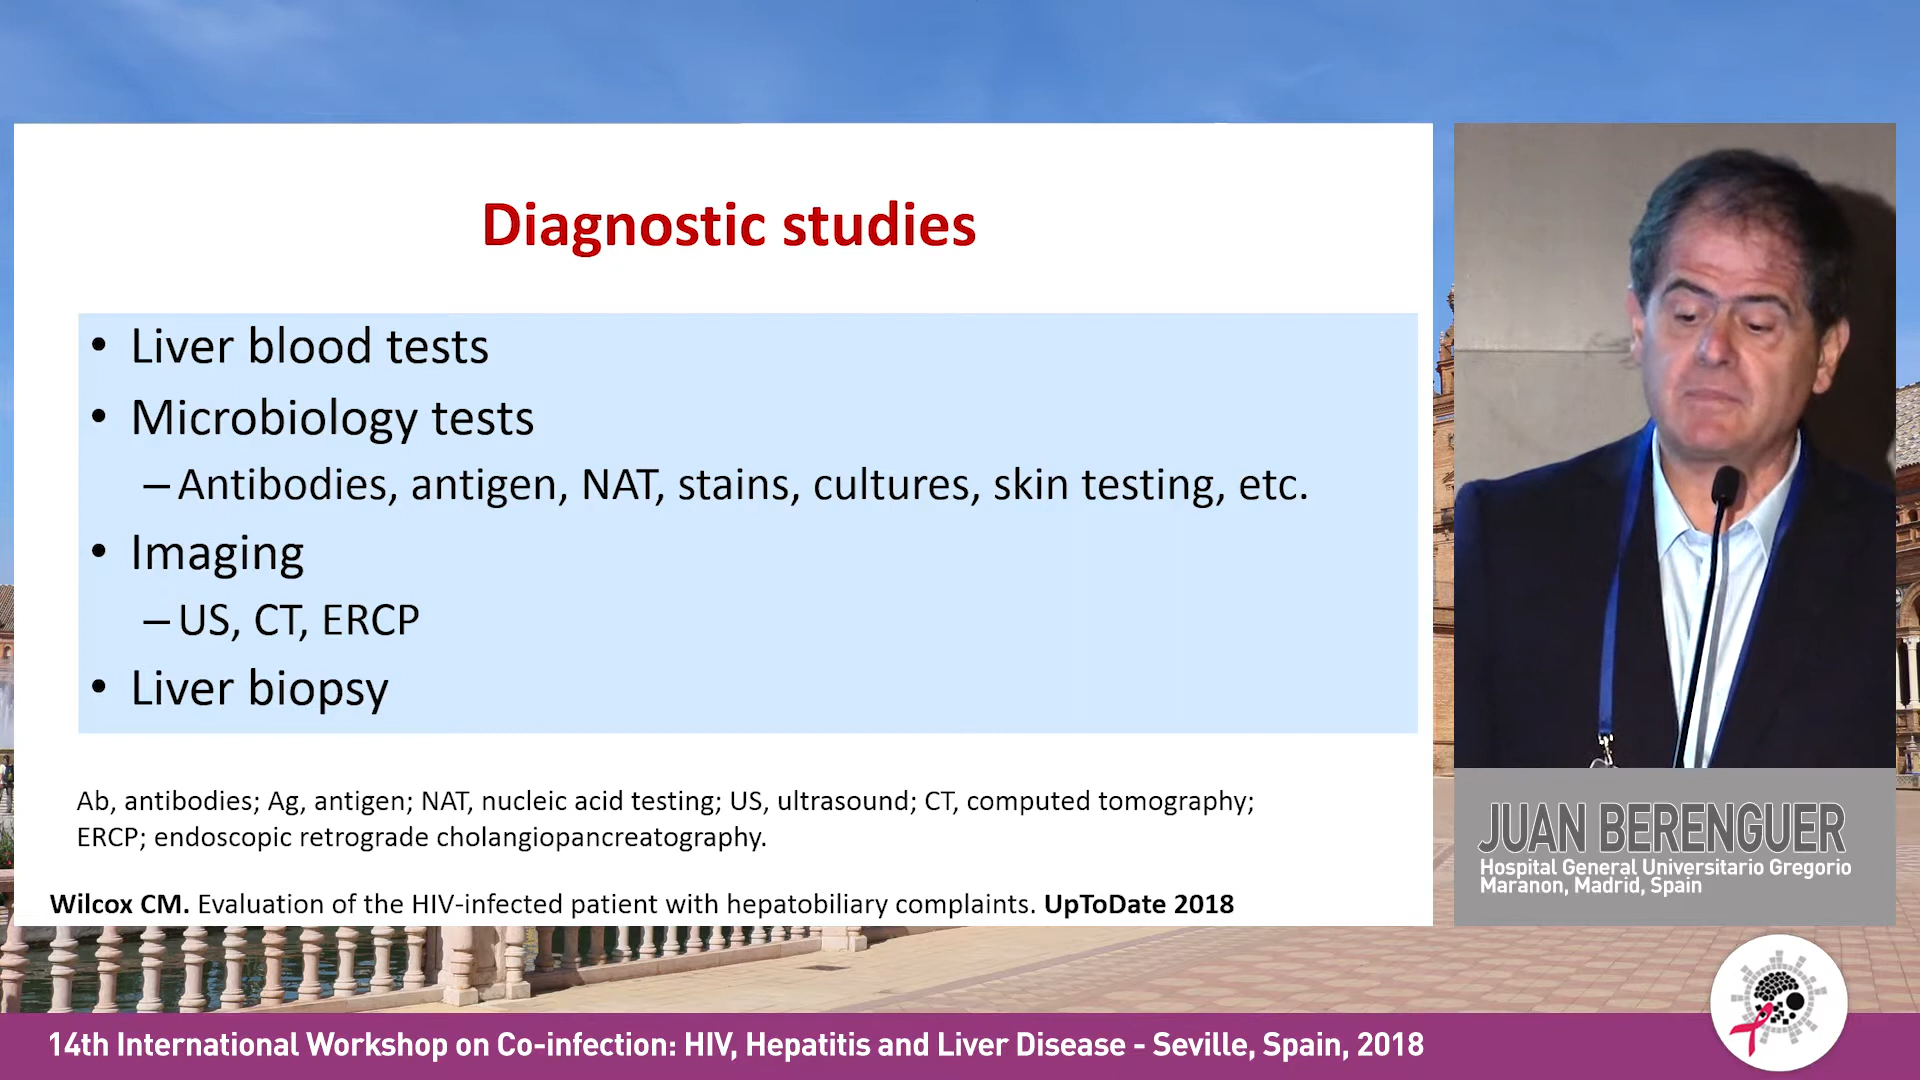 Diagnostic studies
• Liver blood tests
• Microbiology tests
–Antibodies, antigen, NAT, stains, cultures, skin testing, etc.
• Imaging
–US, CT, ERCP
• Liver biopsy
Ab, antibodies; Ag, antigen; NAT, nucleic acid testing; US, ultrasound; CT, computed tomography;
ERCP; endoscopic retrograde cholangiopancreatography.
Wilcox CM. Evaluation of the HIV-infected patient with hepatobiliary complaints. UpToDate 2018
JUAN BERENGUER
Hospital General Universitario Gregorio
Maranon, Madrid, Spain
14th International Workshop on Co-infection: HIV, Hepatitis and Liver Disease - Seville, Spain, 2018